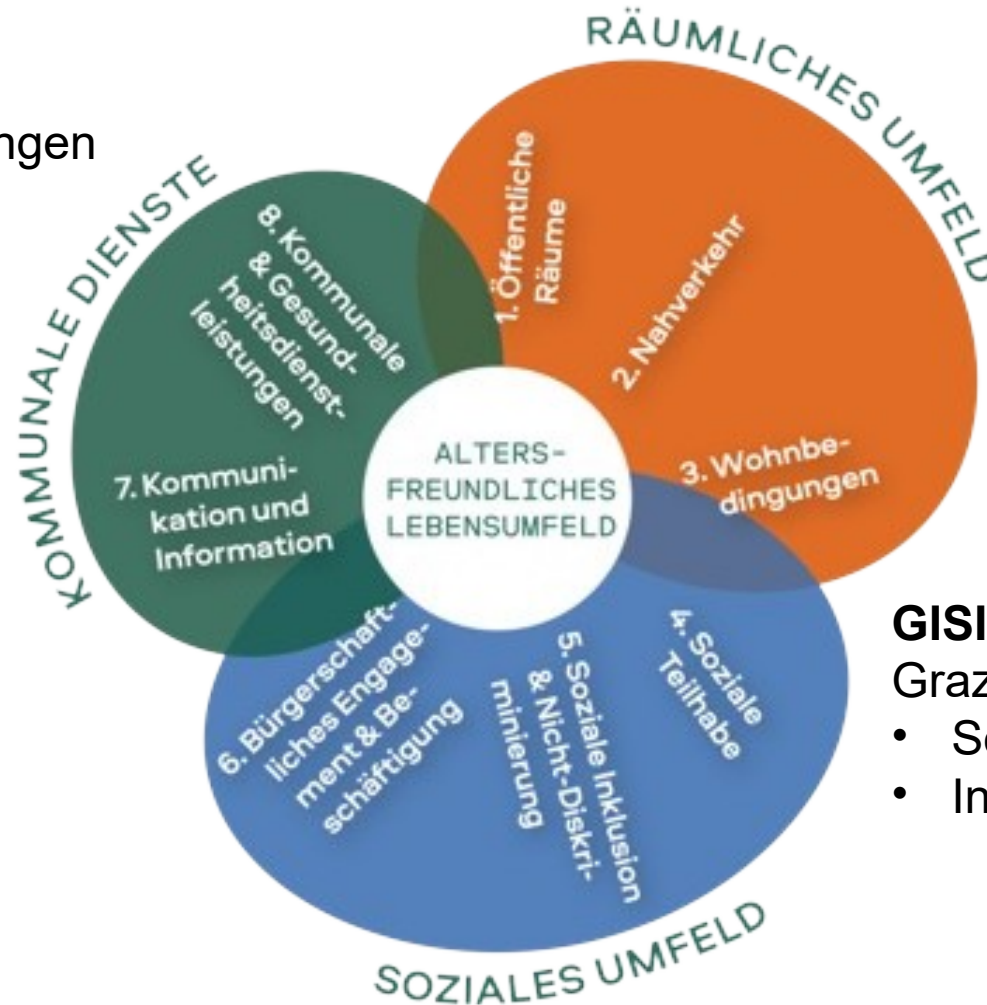 ngen
RÄUMLICHES UMFELD
1. Öffentliche
Räume
2. Nahverkehr
3. Wohnbe-
dingungen
KOMMUNALE DIENSTE
8. Kommunale
& Gesund-
heitsdienst-
leistungen
7. Kommuni-
kation und
Information
ALTERS-
FREUNDLICHES
LEBENSUMFELD
4. Soziale
Teilhabe
5. Soziale Inklusion
& Nicht-Diskri-
minierung
6. Bürgerschaft-
liches Engage-
ment & Be-
schäftigung
SOZIALES UMFELD
GISI
Graz
• S
• In